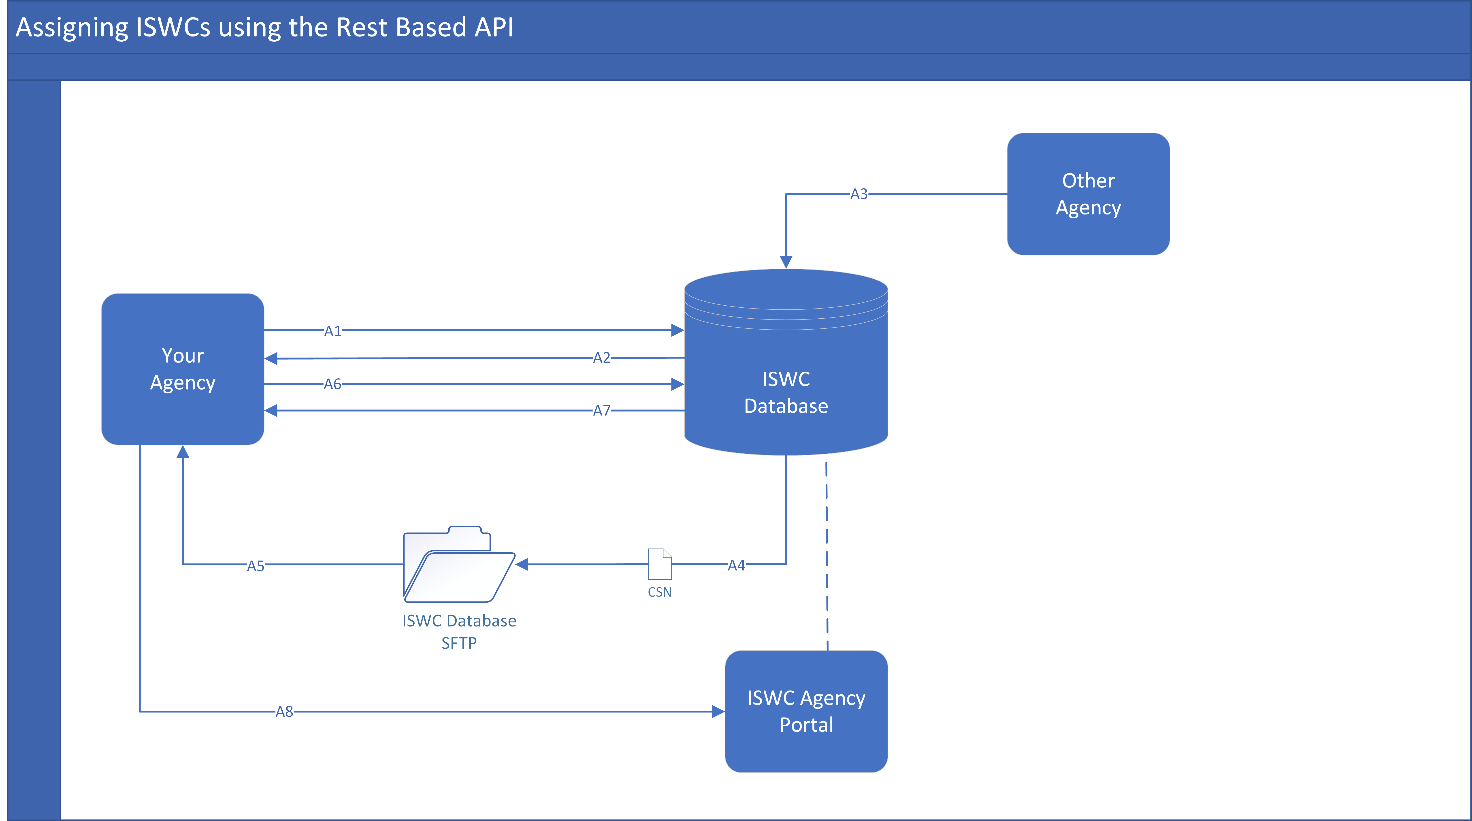 Assigning ISWCs using the Rest Based API
Other
Agency
A3
Your
Agency
A1
A2
A6
A7
ISWC
Database
A5
A4
CSN
ISWC Database
SFTP
ISWC Agency
Portal
A8